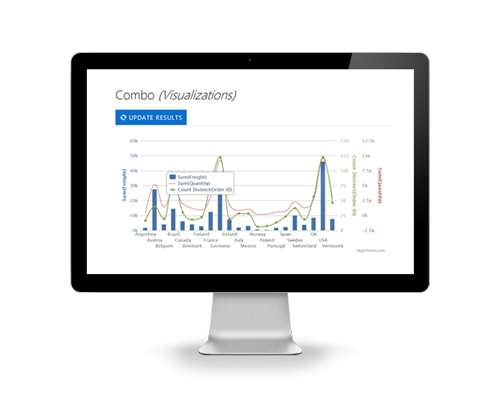 Combo (Visualizations)
UPDATE RESULTS
60k 150 12.5k
50k 125 10k
40k 100 7.5k
30k 75 5k
20k 50 2.5k
10k 25 0k
0k 0 -2.5k
Sum(Freight)
Count Distinct(Order ID)
Sum(Quantity)
Sum(Freight)
Sum(Quantity)
Count Distinct(Order ID)
Argentina Brazil Finland France Ireland Norway Spain UK USA
Austria Canada Italy Poland Sweden
Belgium Denmark Germany Mexico Portugal Switzerland Venezuela
Highcharts.com